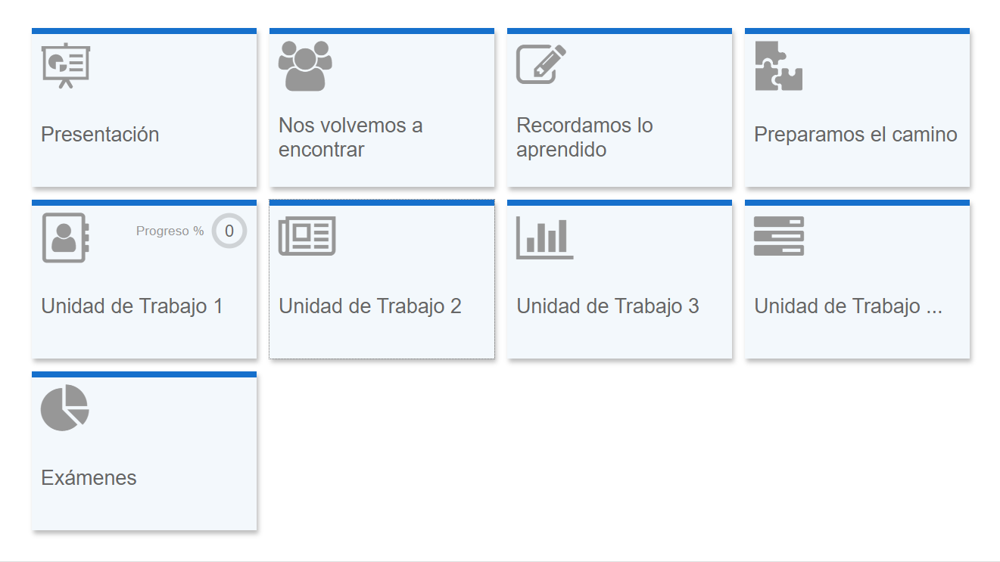 Presentación
Nos volvemos a
encontrar
Recordamos lo
aprendido
Preparamos el camino
Progreso % 0
Unidad de Trabajo 1
Unidad de Trabajo 2
Unidad de Trabajo 3
Unidad de Trabajo ...
Exámenes